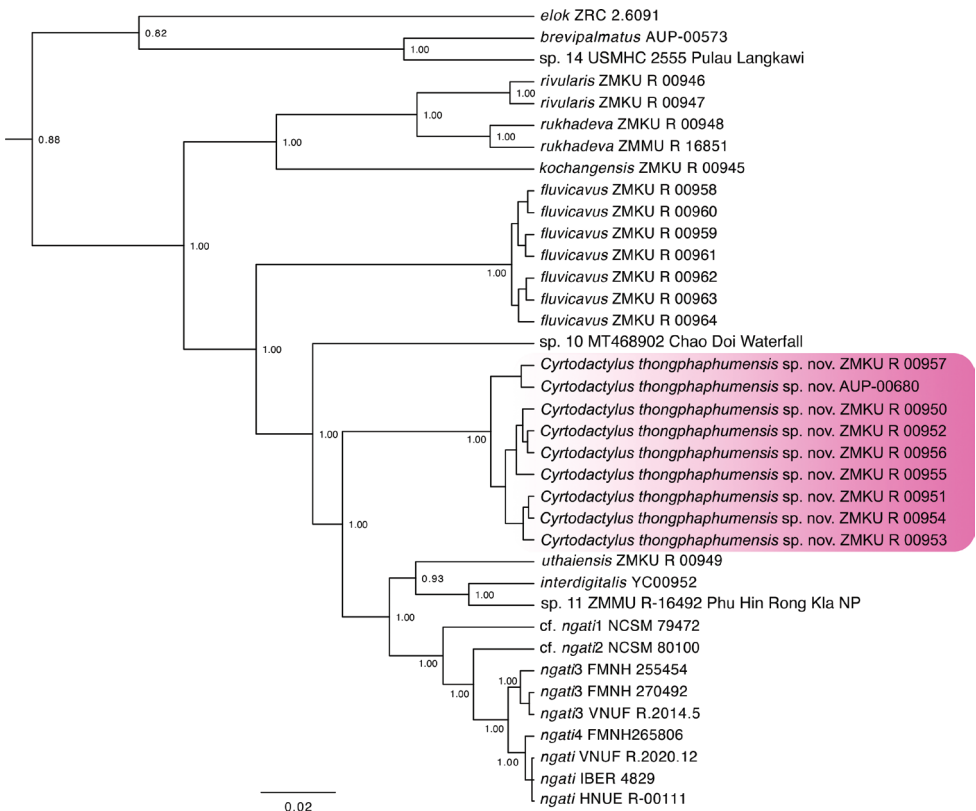 elok ZRC 2.6091
0.82
brevipalmatus AUP-00573
1.00
sp. 14 USMHC 2555 Pulau Langkawi
rivularis ZMKU R 00946
1.00
rivularis ZMKU R 00947
1.00
rukhadeva ZMKU R 00948
1.00
0.88
1.00
rukhadeva ZMMU R 16851
kochangensis ZMKU R 00945
fluvicavus ZMKU R 00958
fluvicavus ZMKU R 00960
fluvicavus ZMKU R 00959
1.00
fluvicavus ZMKU R 00961
1.00
fluvicavus ZMKU R 00962
fluvicavus ZMKU R 00963
fluvicavus ZMKU R 00964
sp. 10 MT468902 Chao Doi Waterfall
1.00
Cyrtodactylus thongphaphumensis sp. nov. ZMKU R 00957
Cyrtodactylus thongphaphumensis sp. nov. AUP-00680
Cyrtodactylus thongphaphumensis sp. nov. ZMKU R 00950
Cyrtodactylus thongphaphumensis sp. nov. ZMKU R 00952
1.00
1.00
Cyrtodactylus thongphaphumensis sp. nov. ZMKU R 00956
Cyrtodactylus thongphaphumensis sp. nov. ZMKU R 00955
Cyrtodactylus thongphaphumensis sp. nov. ZMKU R 00951
Cyrtodactylus thongphaphumensis sp. nov. ZMKU R 00954
1.00
Cyrtodactylus thongphaphumensis sp. nov. ZMKU R 00953
uthaiensis ZMKU R 00949
0.93
interdigitalis YC00952
1.00
sp. 11 ZMMU R-16492 Phu Hin Rong Kla NP
1.00
cf. ngati1 NCSM 79472
cf. ngati2 NCSM 80100
1.00
ngati3 FMNH 255454
1.00
1.00
ngati3 FMNH 270492
ngati3 VNUF R.2014.5
1.00
ngati4 FMNH265806
ngati VNUF R.2020.12
1.00
ngati IBER 4829
ngati HNUE R-00111
0.02